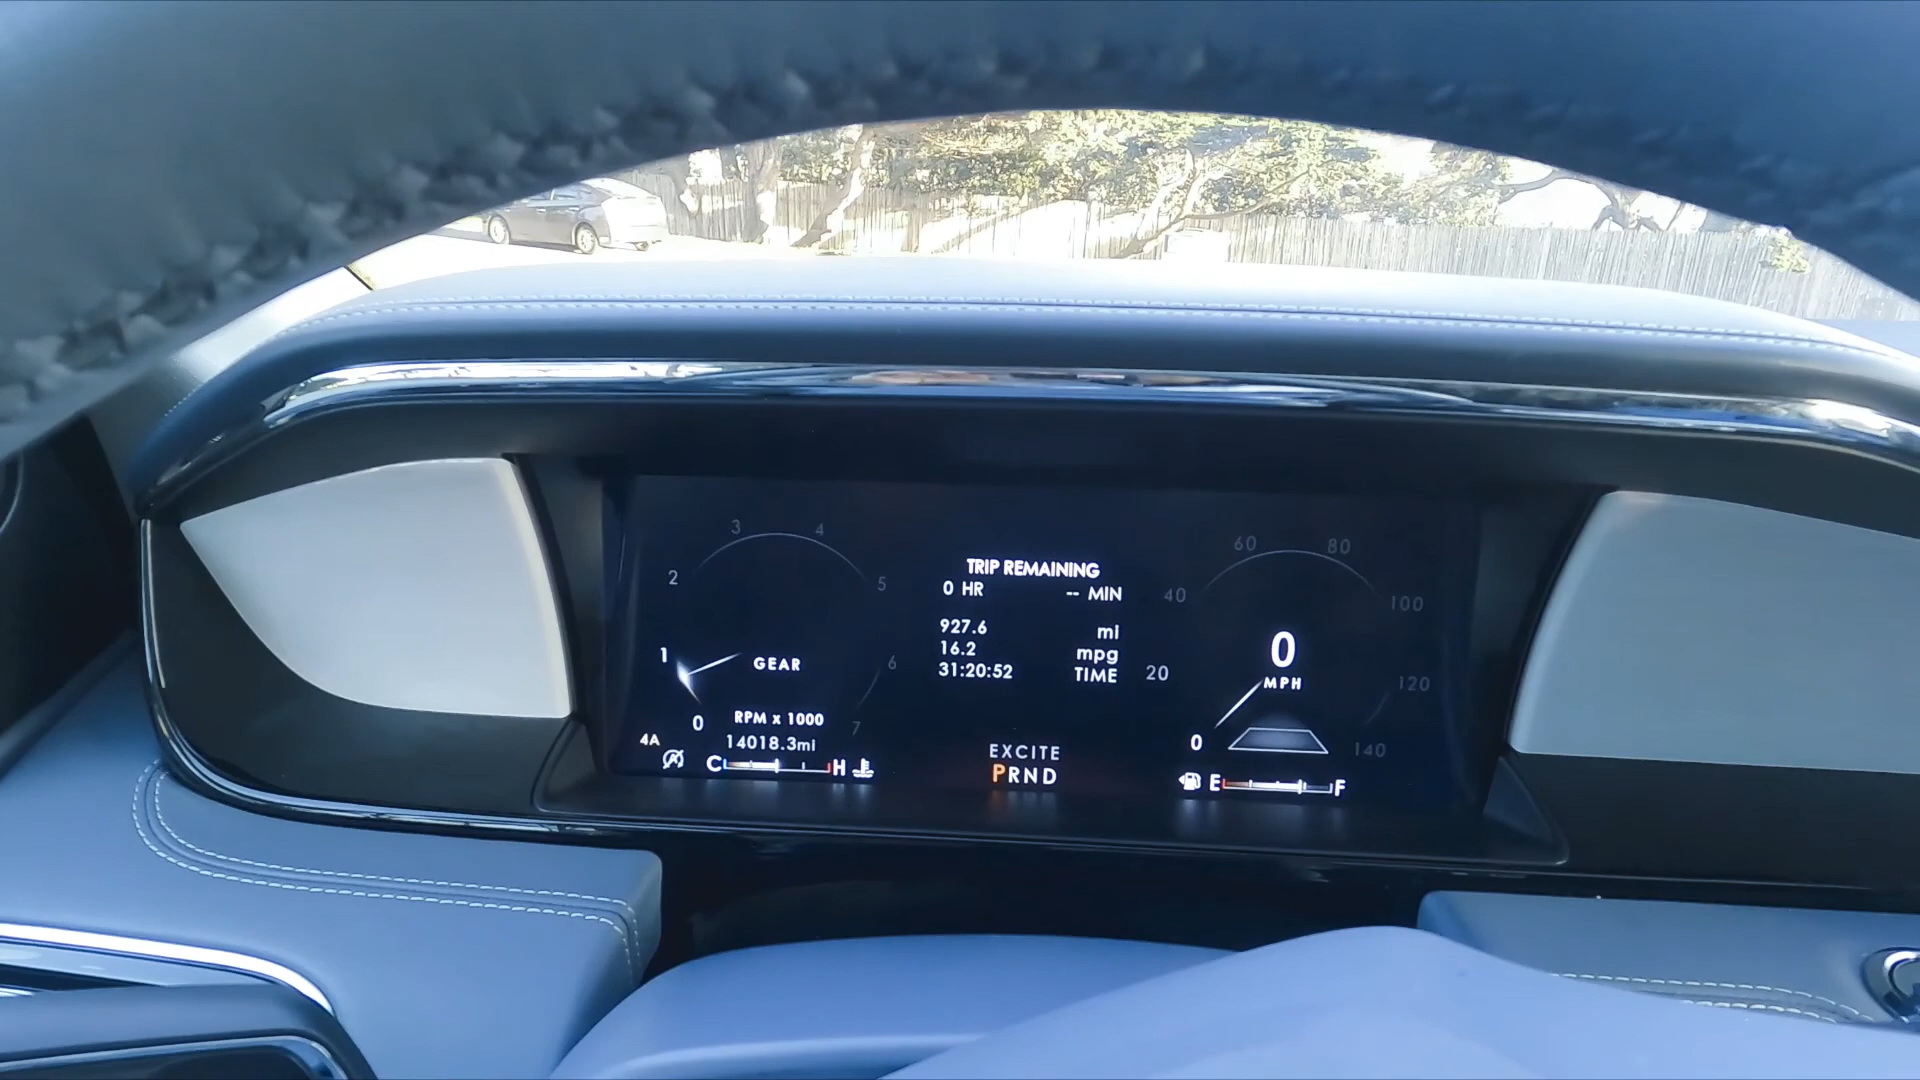 3 4
2 5
1 GEAR 6
0 RPM x 1000 7
4A 14018.3mi
C H
TRIP REMAINING
0 HR -- MIN
927.6 mi
16.2 mpg
31:20:52 TIME
EXCITE
PRND
60 80
40 100
0
20 MPH 120
0 140
E F